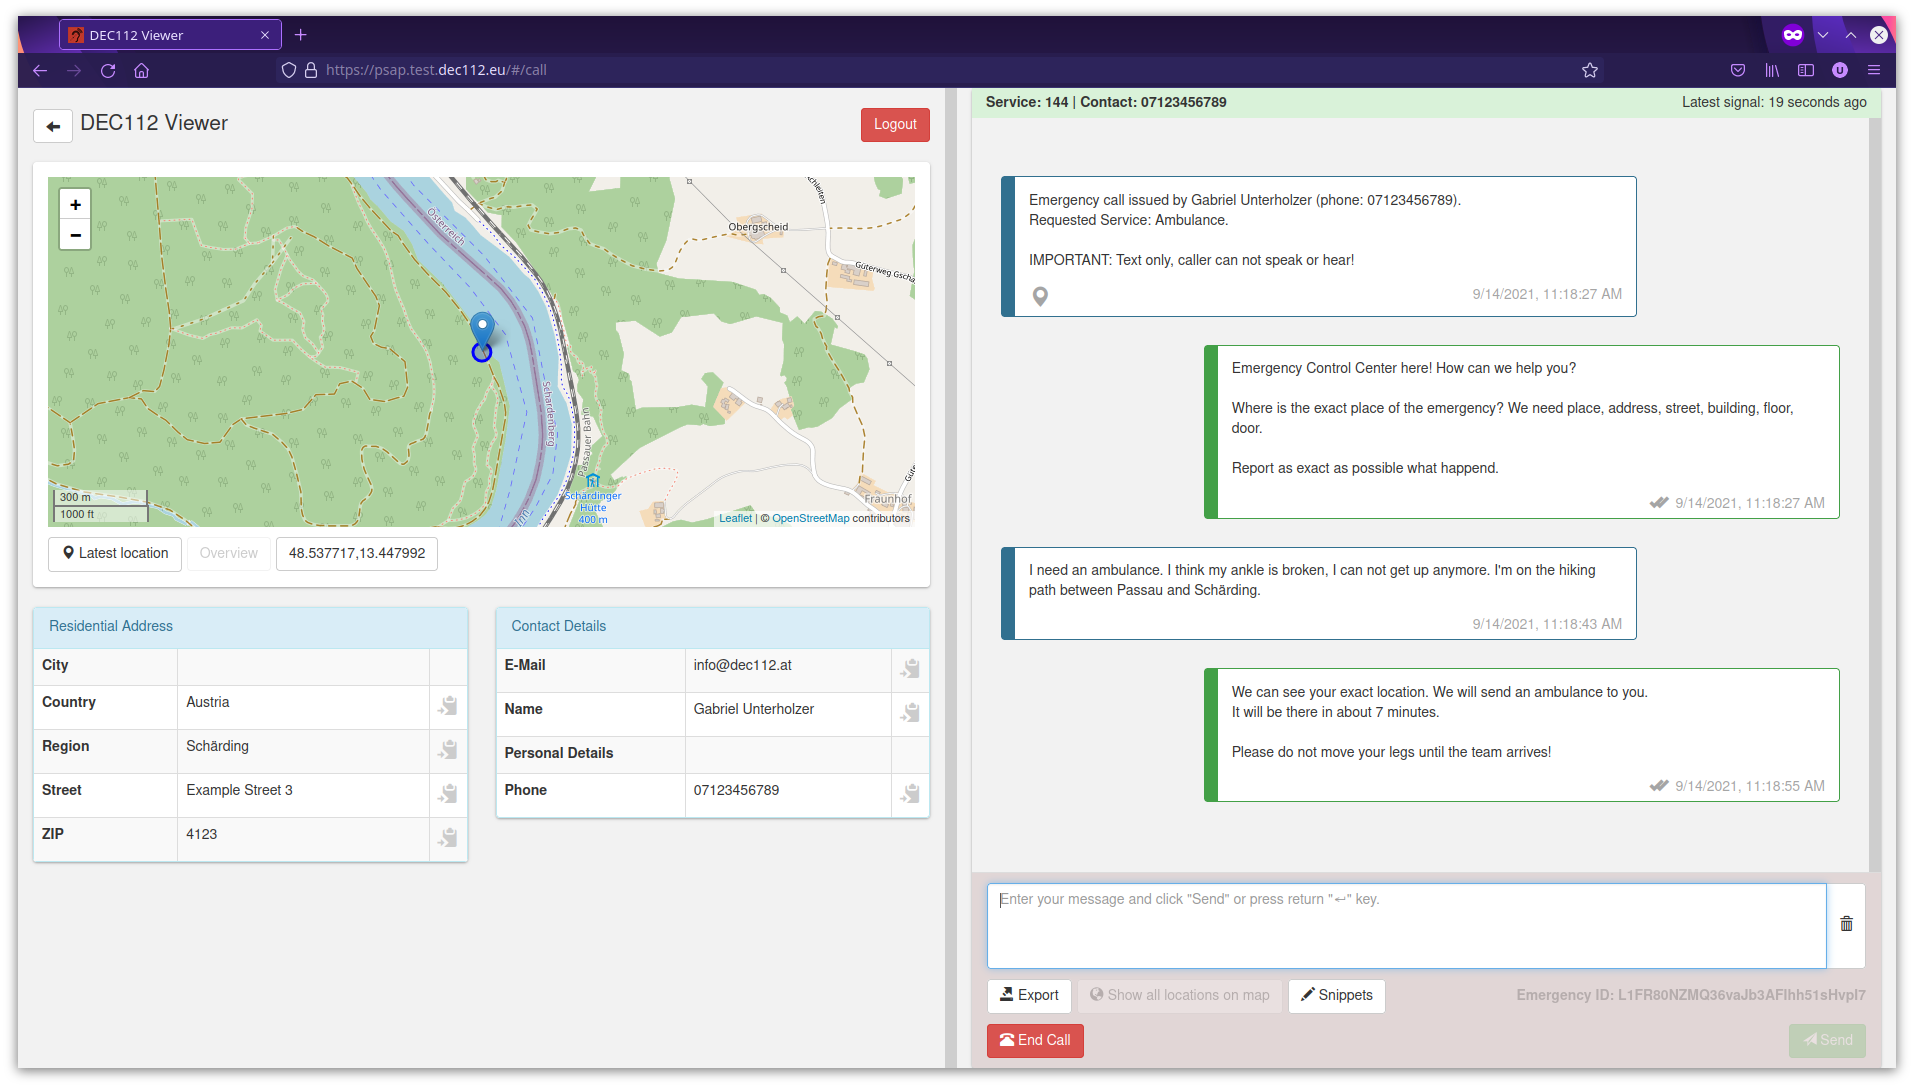 DEC112 Viewer
https://psap.test.dec112.eu/#/call
U
DEC112 Viewer
Logout
+
−
Österreich
Schardenberg
Passauer Bahn
Obergscheid
Güterweg Gscha
Schärdinger
Hütte
400 m
Inn
Fraunhof
300 m
1000 ft
Leaflet | © OpenStreetMap contributors
Latest location
Overview
48.537717,13.447992
Residential Address
City
Country Austria
Region Schärding
Street Example Street 3
ZIP 4123
Contact Details
E-Mail info@dec112.at
Name Gabriel Unterholzer
Personal Details
Phone 07123456789
Service: 144 | Contact: 07123456789
Latest signal: 19 seconds ago
Emergency call issued by Gabriel Unterholzer (phone: 07123456789).
Requested Service: Ambulance.
IMPORTANT: Text only, caller can not speak or hear!
9/14/2021, 11:18:27 AM
Emergency Control Center here! How can we help you?
Where is the exact place of the emergency? We need place, address, street, building, floor,
door.
Report as exact as possible what happend.
9/14/2021, 11:18:27 AM
I need an ambulance. I think my ankle is broken, I can not get up anymore. I'm on the hiking
path between Passau and Schärding.
9/14/2021, 11:18:43 AM
We can see your exact location. We will send an ambulance to you.
It will be there in about 7 minutes.
Please do not move your legs until the team arrives!
9/14/2021, 11:18:55 AM
Enter your message and click "Send" or press return "↩" key.
Export
Show all locations on map
Snippets
Emergency ID: L1FR80NZMQ36vaJb3AFIhh51sHvpI7
End Call
Send